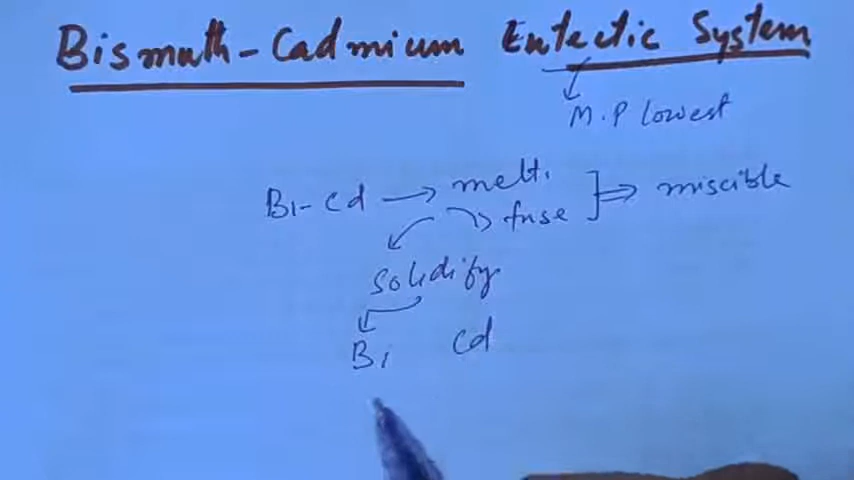 Bismuth-Cadmium Eutectic System
M.P lowest
Bi-Cd → melt.
fuse
⇒ miscible
solidify
Bi Cd